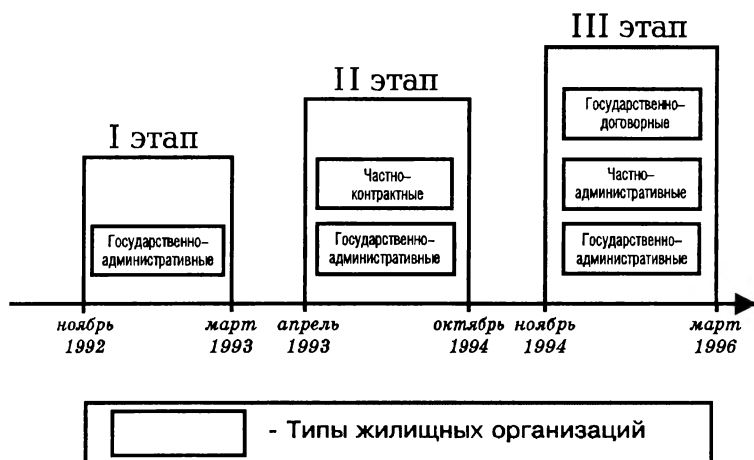 III этап
II этап
I этап
Государственно-
договорные
Частно-
контрактные
Частно-
административные
Государственно-
административные
Государственно-
административные
Государственно-
административные
ноябрь
1992
март
1993
апрель
1993
октябрь
1994
ноябрь
1994
март
1996
- Типы жилищных организаций